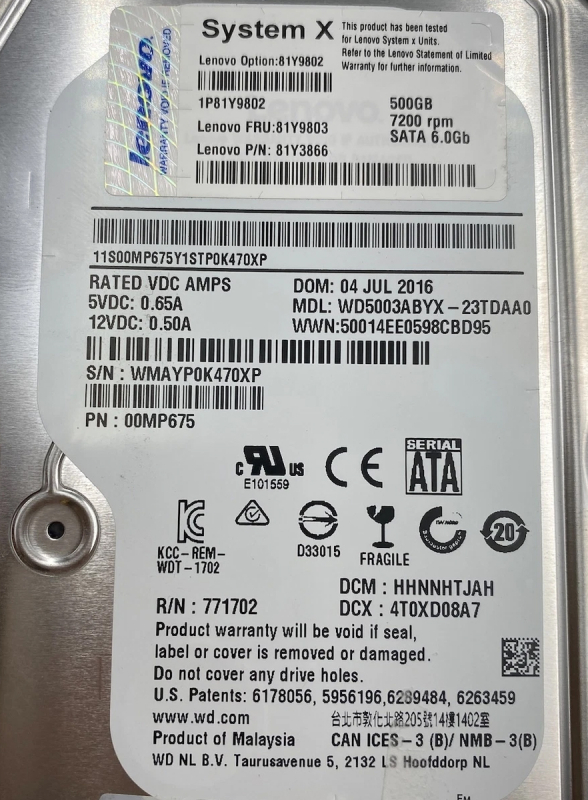 System X
This product has been tested
for Lenovo System x Units.
Refer to the Lenovo Statement of Limited
Warranty for further information.
Lenovo Option:81Y9802
1P81Y9802
500GB
7200 rpm
SATA 6.0Gb
Lenovo FRU:81Y9803
Lenovo P/N: 81Y3866
lenovo
11S00MP675Y1STP0K470XP
RATED VDC AMPS
5VDC: 0.65A
12VDC: 0.50A
DOM: 04 JUL 2016
MDL: WD5003ABYX-23TDAA0
WWN:50014EE0598CBD95
S/N : WMAYP0K470XP
PN : 00MP675
c RU US
E101559
CE
SERIAL
ATA
KCC-REM-
WDT-1702
D33015
FRAGILE
20
DCM : HHNNHTJAH
R/N : 771702
DCX : 4T0XD08A7
Product warranty will be void if seal,
label or cover is removed or damaged.
Do not cover any drive holes.
U.S. Patents: 6178056, 5956196,6289484, 6263459
www.wd.com
台北市敦化北路205號14樓1402室
Product of Malaysia
CAN ICES-3 (B)/ NMB-3(B)
WD NL B.V. Taurusavenue 5, 2132 LS Hoofddorp NL